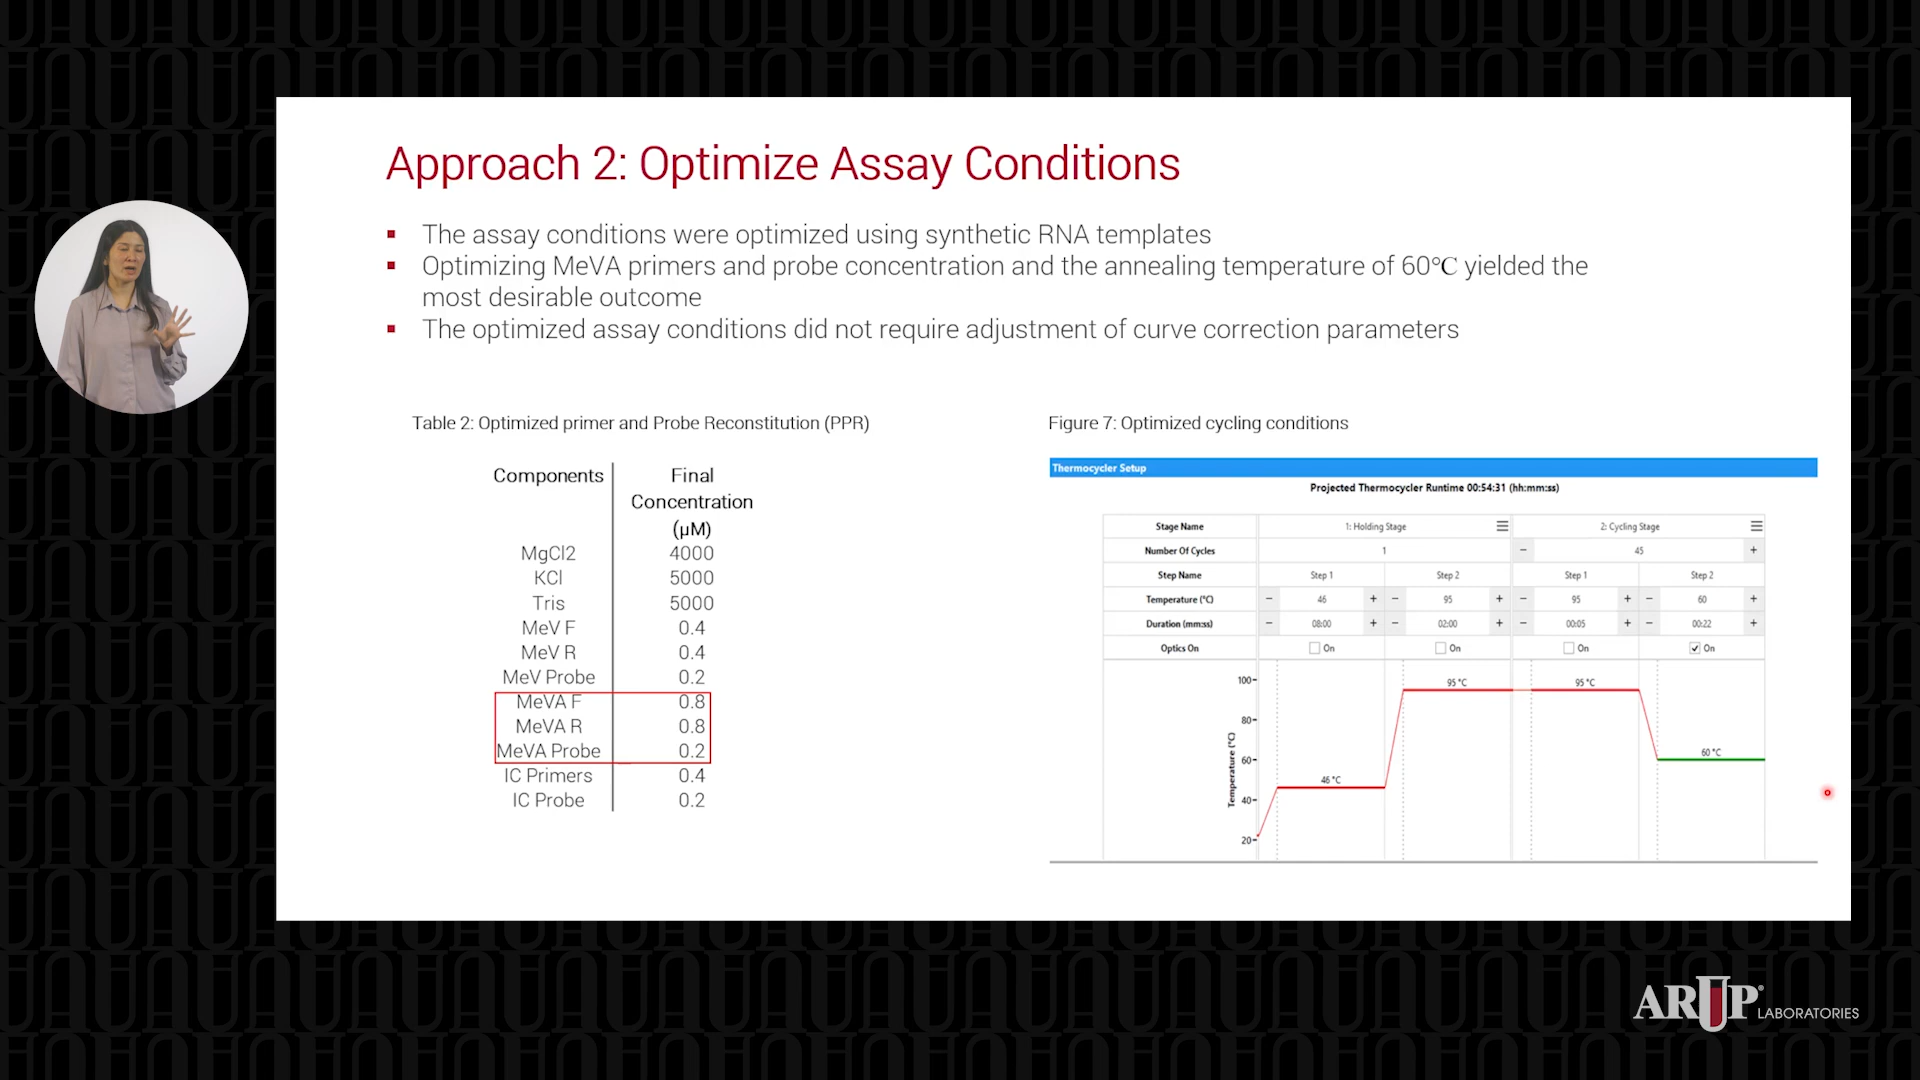 Approach 2: Optimize Assay Conditions
The assay conditions were optimized using synthetic RNA templates
Optimizing MeVA primers and probe concentration and the annealing temperature of 60℃ yielded the
most desirable outcome
The optimized assay conditions did not require adjustment of curve correction parameters
Table 2: Optimized primer and Probe Reconstitution (PPR)
Components Final
Concentration
(µM)
MgCl2 4000
KCl 5000
Tris 5000
MeV F 0.4
MeV R 0.4
MeV Probe 0.2
MeVA F 0.8
MeVA R 0.8
MeVA Probe 0.2
IC Primers 0.4
IC Probe 0.2
Figure 7: Optimized cycling conditions
Thermocycler Setup
Projected Thermocycler Runtime 00:54:31 (hh:mm:ss)
Stage Name 1: Holding Stage 2: Cycling Stage
Number Of Cycles 1 − 45 +
Step Name Step 1 Step 2 Step 1 Step 2
Temperature (°C) − 46 + − 95 + − 95 + − 60 +
Duration (mm:ss) − 08:00 + − 02:00 + − 00:05 + − 00:22 +
Optics On On On On On
Temperature (°C)
100
80
60
40
20
46 °C
95 °C
95 °C
60 °C
ARUP® LABORATORIES